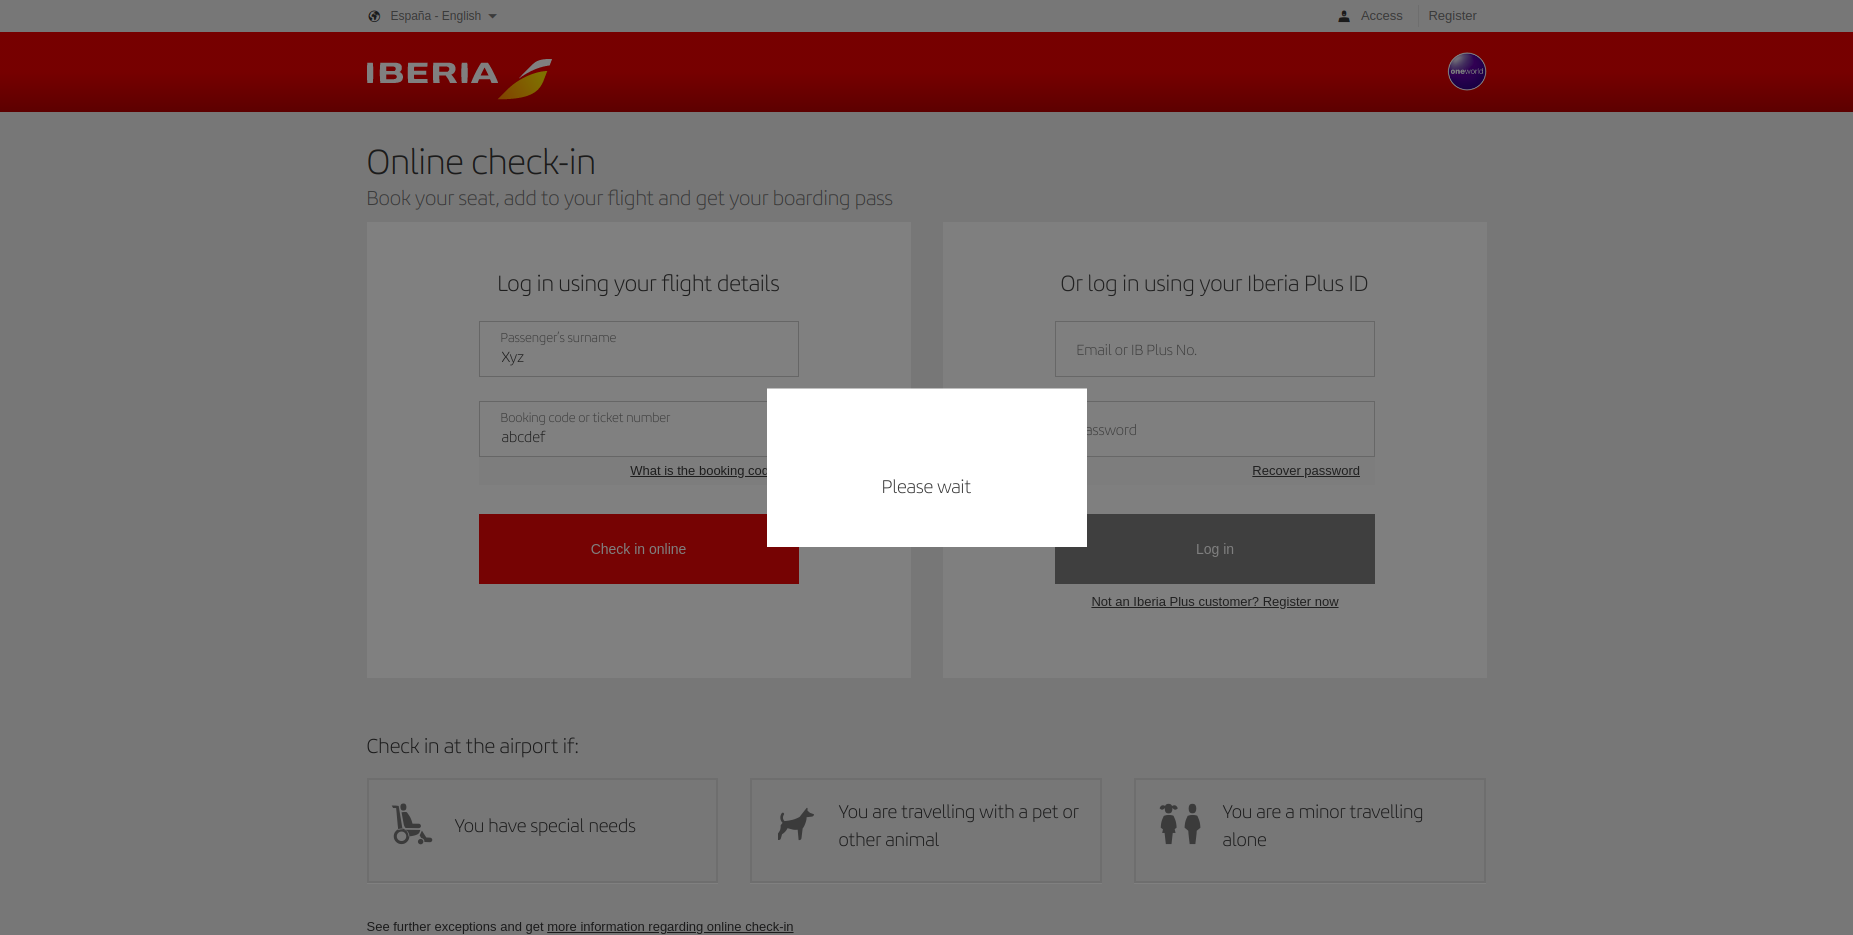 España - English
Access
Register
IBERIA
oneworld
Online check-in
Book your seat, add to your flight and get your boarding pass
Log in using your flight details
Passenger's surname
Xyz
Booking code or ticket number
abcdef
What is the booking cod
Check in online
Or log in using your Iberia Plus ID
Email or IB Plus No.
assword
Recover password
Log in
Not an Iberia Plus customer? Register now
Please wait
Check in at the airport if:
You have special needs
You are travelling with a pet or
other animal
You are a minor travelling
alone
See further exceptions and get more information regarding online check-in